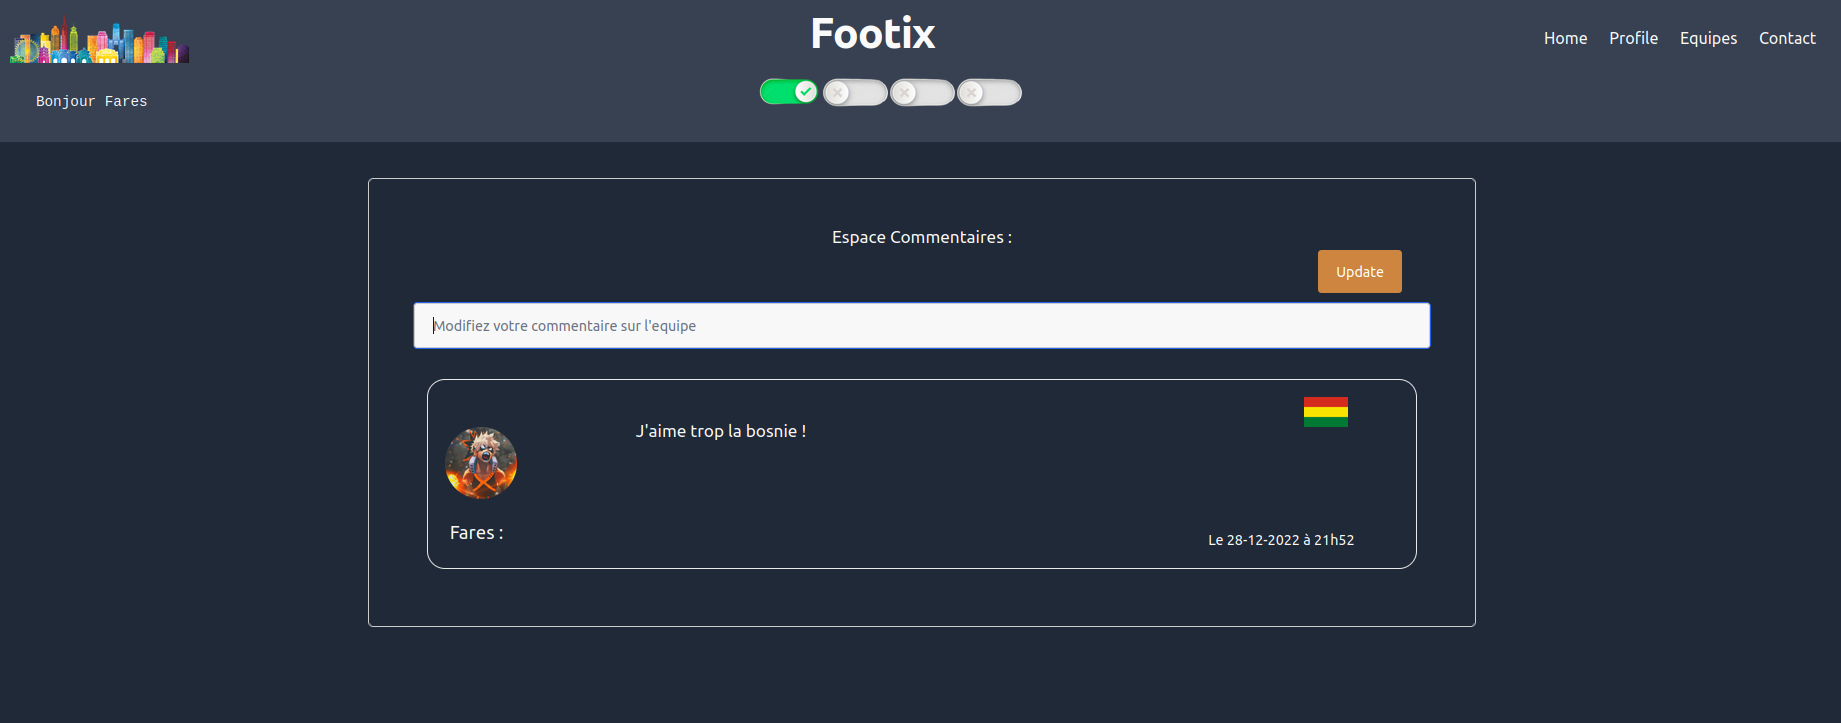 Footix
Home Profile Equipes Contact
Bonjour Fares
Espace Commentaires :
Update
Modifiez votre commentaire sur l'equipe
J'aime trop la bosnie !
Fares :
Le 28-12-2022 à 21h52